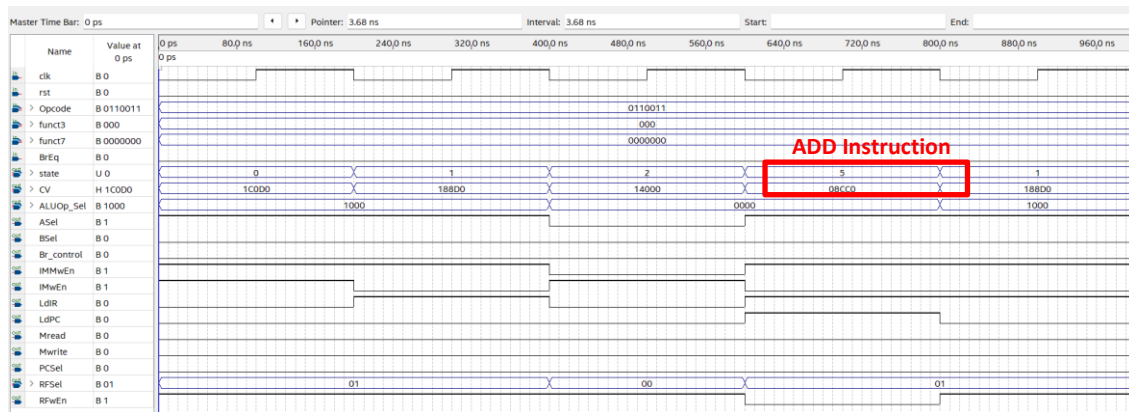 Master Time Bar: 0 ps Pointer: 3.68 ns Interval: 3.68 ns Start: End:
Name Value at 0 ps 0 ps 80.0 ns 160.0 ns 240.0 ns 320.0 ns 400.0 ns 480.0 ns 560.0 ns 640.0 ns 720.0 ns 800.0 ns 880.0 ns 960.0 ns
0 ps
clk B 0
rst B 0
Opcode B 0110011 0110011
funct3 B 000 000
funct7 B 0000000 0000000
ADD Instruction
BrEq B 0
state U 0 0 1 2 5 1
CV H 1C0D0 1C0D0 188D0 14000 08CC0 188D0
ALUOp_Sel B 1000 1000 0000 1000
ASel B 1
BSel B 0
Br_control B 0
IMMwEn B 1
IMwEn B 1
LdIR B 0
LdPC B 0
Mread B 0
Mwrite B 0
PCSel B 0
RFSel B 01 01 00 01
RFwEn B 1